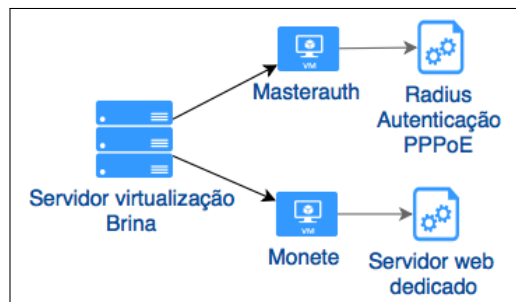 VM
Masterauth
Radius
Autenticação
PPPoE
Servidor virtualização
Brina
VM
Monete
Servidor web
dedicado